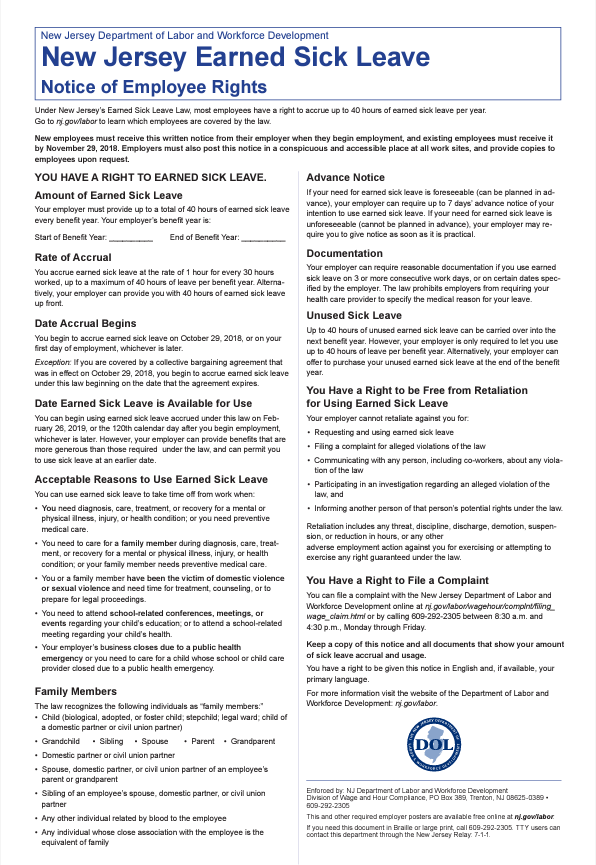 New Jersey Department of Labor and Workforce Development
New Jersey Earned Sick Leave
Notice of Employee Rights
Under New Jersey's Earned Sick Leave Law, most employees have a right to accrue up to 40 hours of earned sick leave per year.
Go to nj.gov/labor to learn which employees are covered by the law.
New employees must receive this written notice from their employer when they begin employment, and existing employees must receive it
by November 29, 2018. Employers must also post this notice in a conspicuous and accessible place at all work sites, and provide copies to
employees upon request.
YOU HAVE A RIGHT TO EARNED SICK LEAVE.
Amount of Earned Sick Leave
Your employer must provide up to a total of 40 hours of earned sick leave
every benefit year. Your employer's benefit year is:
Start of Benefit Year: __________ End of Benefit Year: __________
Rate of Accrual
You accrue earned sick leave at the rate of 1 hour for every 30 hours
worked, up to a maximum of 40 hours of leave per benefit year. Alterna-
tively, your employer can provide you with 40 hours of earned sick leave
up front.
Date Accrual Begins
You begin to accrue earned sick leave on October 29, 2018, or on your
first day of employment, whichever is later.
Exception: If you are covered by a collective bargaining agreement that
was in effect on October 29, 2018, you begin to accrue earned sick leave
under this law beginning on the date that the agreement expires.
Date Earned Sick Leave is Available for Use
You can begin using earned sick leave accrued under this law on Feb-
ruary 26, 2019, or the 120th calendar day after you begin employment,
whichever is later. However, your employer can provide benefits that are
more generous than those required under the law, and can permit you
to use sick leave at an earlier date.
Acceptable Reasons to Use Earned Sick Leave
You can use earned sick leave to take time off from work when:
• You need diagnosis, care, treatment, or recovery for a mental or
physical illness, injury, or health condition; or you need preventive
medical care.
• You need to care for a family member during diagnosis, care, treat-
ment, or recovery for a mental or physical illness, injury, or health
condition; or your family member needs preventive medical care.
• You or a family member have been the victim of domestic violence
or sexual violence and need time for treatment, counseling, or to
prepare for legal proceedings.
• You need to attend school-related conferences, meetings, or
events regarding your child's education; or to attend a school-related
meeting regarding your child's health.
• Your employer's business closes due to a public health
emergency or you need to care for a child whose school or child care
provider closed due to a public health emergency.
Family Members
The law recognizes the following individuals as "family members:"
• Child (biological, adopted, or foster child; stepchild; legal ward; child of
a domestic partner or civil union partner)
• Grandchild • Sibling • Spouse • Parent • Grandparent
• Domestic partner or civil union partner
• Spouse, domestic partner, or civil union partner of an employee's
parent or grandparent
• Sibling of an employee's spouse, domestic partner, or civil union
partner
• Any other individual related by blood to the employee
• Any individual whose close association with the employee is the
equivalent of family
Advance Notice
If your need for earned sick leave is foreseeable (can be planned in ad-
vance), your employer can require up to 7 days' advance notice of your
intention to use earned sick leave. If your need for earned sick leave is
unforeseeable (cannot be planned in advance), your employer may re-
quire you to give notice as soon as it is practical.
Documentation
Your employer can require reasonable documentation if you use earned
sick leave on 3 or more consecutive work days, or on certain dates spec-
ified by the employer. The law prohibits employers from requiring your
health care provider to specify the medical reason for your leave.
Unused Sick Leave
Up to 40 hours of unused earned sick leave can be carried over into the
next benefit year. However, your employer is only required to let you use
up to 40 hours of leave per benefit year. Alternatively, your employer can
offer to purchase your unused earned sick leave at the end of the benefit
year.
You Have a Right to be Free from Retaliation
for Using Earned Sick Leave
Your employer cannot retaliate against you for:
• Requesting and using earned sick leave
• Filing a complaint for alleged violations of the law
• Communicating with any person, including co-workers, about any viola-
tion of the law
• Participating in an investigation regarding an alleged violation of the
law, and
• Informing another person of that person's potential rights under the law.
Retaliation includes any threat, discipline, discharge, demotion, suspen-
sion, or reduction in hours, or any other
adverse employment action against you for exercising or attempting to
exercise any right guaranteed under the law.
You Have a Right to File a Complaint
You can file a complaint with the New Jersey Department of Labor and
Workforce Development online at nj.gov/labor/wagehour/complnt/filing_
wage_claim.html or by calling 609-292-2305 between 8:30 a.m. and
4:30 p.m., Monday through Friday.
Keep a copy of this notice and all documents that show your amount
of sick leave accrual and usage.
You have a right to be given this notice in English and, if available, your
primary language.
For more information visit the website of the Department of Labor and
Workforce Development: nj.gov/labor.
DOL
Enforced by: NJ Department of Labor and Workforce Development
Division of Wage and Hour Compliance, PO Box 389, Trenton, NJ 08625-0389 •
609-292-2305
This and other required employer posters are available free online at nj.gov/labor
If you need this document in Braille or large print, call 609-292-2305. TTY users can
contact this department through the New Jersey Relay: 7-1-1.